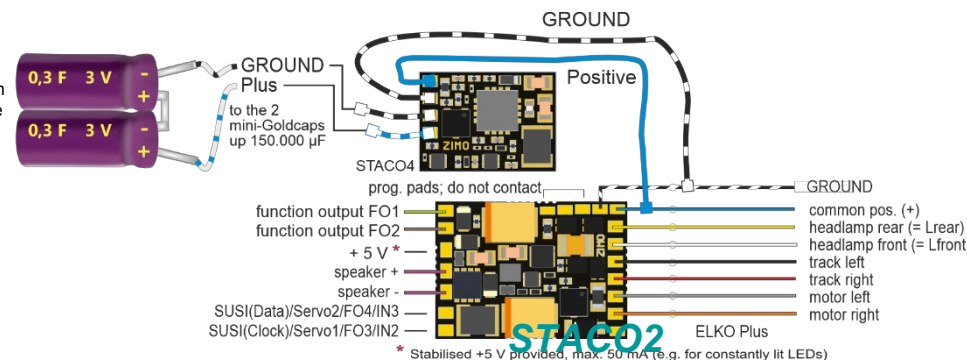 GROUND
0,3 F 3 V - +
0,3 F 3 V - +
GROUND
Plus
to the 2
mini-Goldcaps
up 150.000 µF
Positive
ZIMO
STACO4
prog. pads; do not contact
GROUND
function output FO1
function output FO2
+ 5 V *
speaker +
speaker -
SUSI(Data)/Servo2/FO4/IN3
SUSI(Clock)/Servo1/FO3/IN2
ZIMO
common pos. (+)
headlamp rear (= Lrear)
headlamp front (= Lfront
track left
track right
motor left
motor right
STACO2
ELKO Plus
* Stabilised +5 V provided, max. 50 mA (e.g. for constantly lit LEDs)